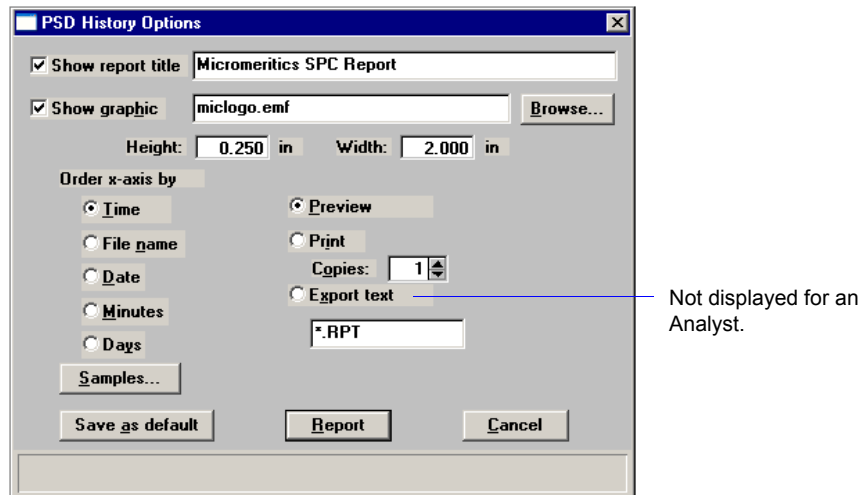 PSD History Options
Show report title Micromeritics SPC Report
Show graphic miclogo.emf Browse...
Height: 0.250 in Width: 2.000 in
Order x-axis by
Time
File name
Date
Minutes
Days
Samples...
Preview
Print
Copies: 1
Export text
*.RPT
Not displayed for an
Analyst.
Save as default Report Cancel